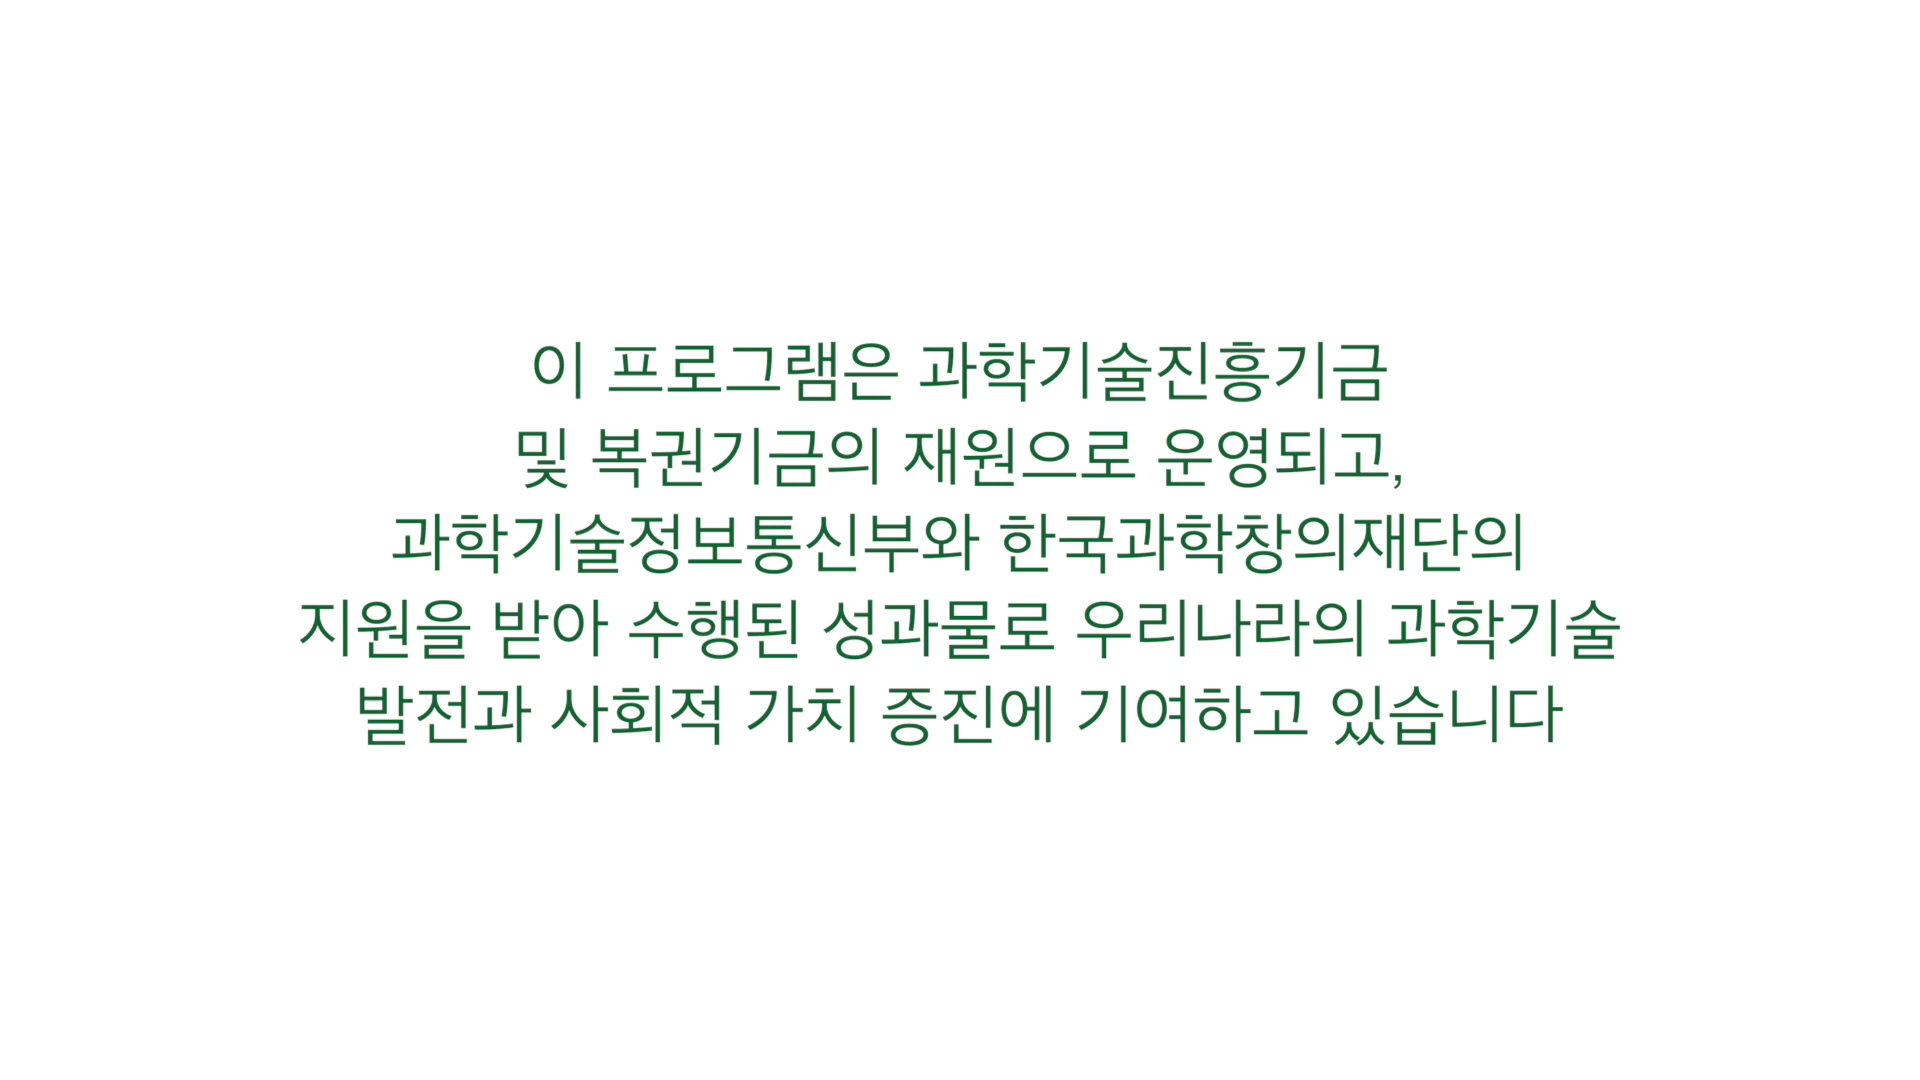 이 프로그램은 과학기술진흥기금
및 복권기금의 재원으로 운영되고,
과학기술정보통신부와 한국과학창의재단의
지원을 받아 수행된 성과물로 우리나라의 과학기술
발전과 사회적 가치 증진에 기여하고 있습니다